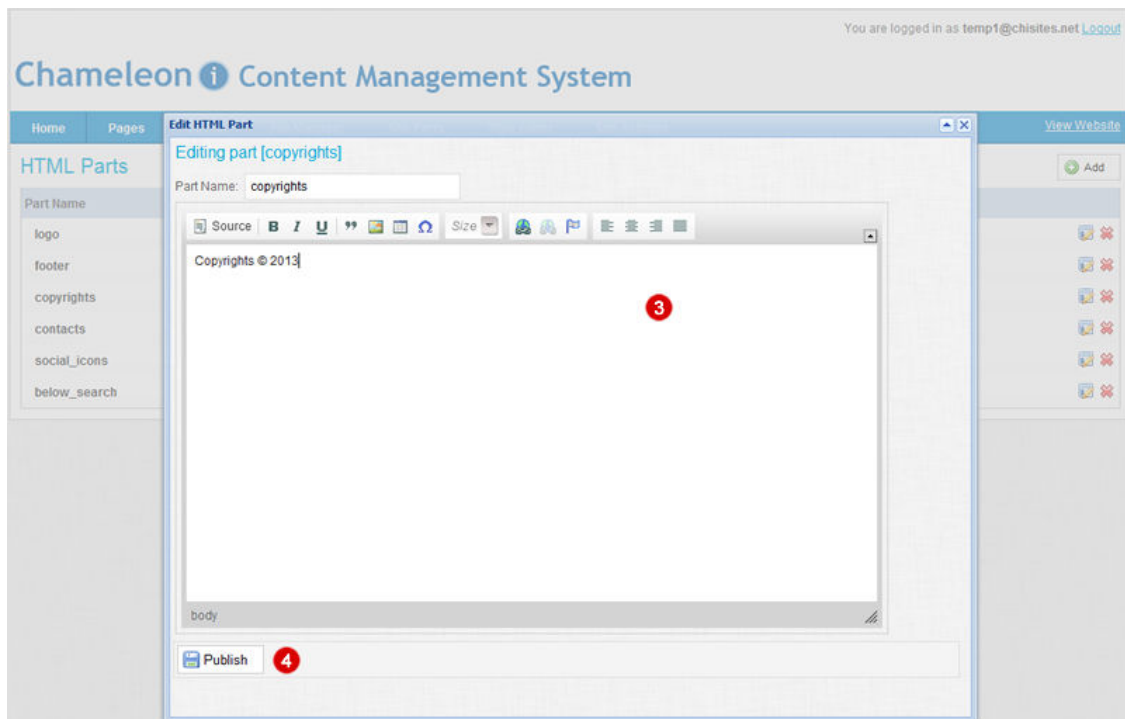 You are logged in as temp1@chisites.net Logout
Chameleon i Content Management System
Home Pages View Website
Edit HTML Part
HTML Parts
Add
Editing part [copyrights]
Part Name: copyrights
Part Name
Source B I U Size
logo
footer
copyrights
contacts
social_icons
below_search
Copyrights © 2013
3
body
Publish 4